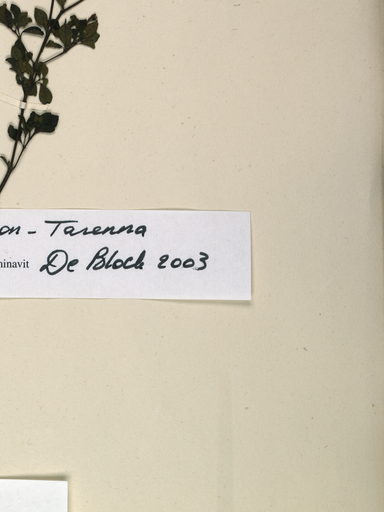 on - Tarenna
minavit De Block 2003